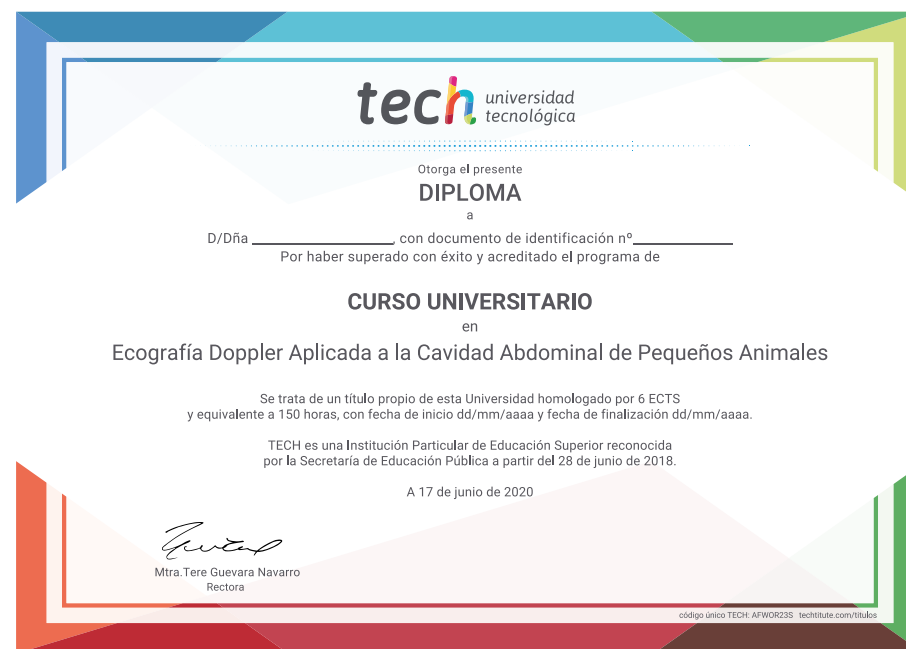 tech universidad
tecnológica
Otorga el presente
DIPLOMA
a
D/Dña ____________________, con documento de identificación nº______________
Por haber superado con éxito y acreditado el programa de
CURSO UNIVERSITARIO
en
Ecografía Doppler Aplicada a la Cavidad Abdominal de Pequeños Animales
Se trata de un título propio de esta Universidad homologado por 6 ECTS
y equivalente a 150 horas, con fecha de inicio dd/mm/aaaa y fecha de finalización dd/mm/aaaa.
TECH es una Institución Particular de Educación Superior reconocida
por la Secretaría de Educación Pública a partir del 28 de junio de 2018.
A 17 de junio de 2020
Mtra.Tere Guevara Navarro
Rectora
código único TECH: AFWOR23S techtitute.com/titulos